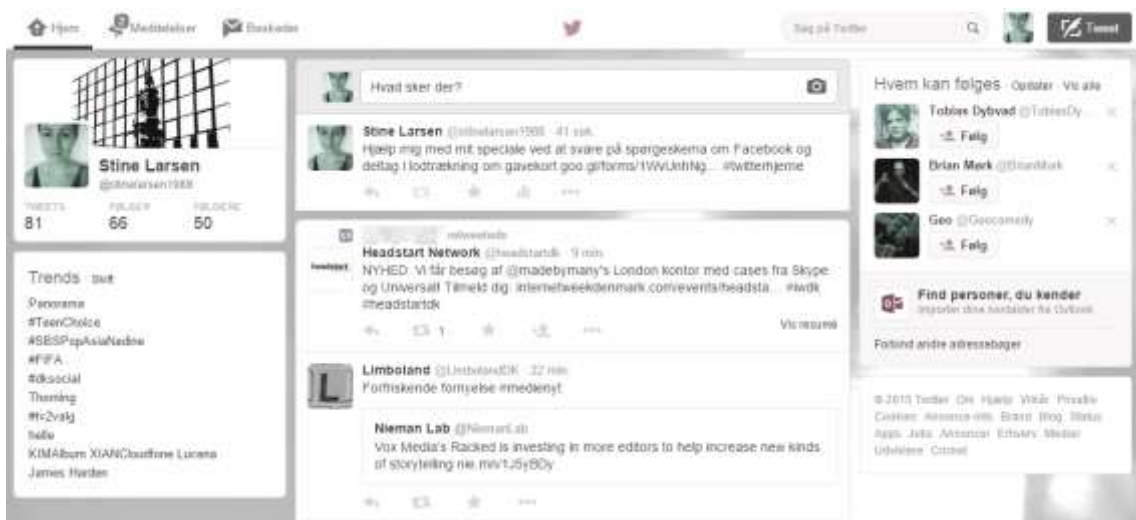 Hjem
Meddelelser
Beskeder
Søg på Twitter
Tweet
Stine Larsen
@stinelarsen1988
TWEETS FØLGER FØLGERE
81 66 50
Trends · Skift
Panorama
#TeenChoice
#SBSPopAsiaNadine
#FIFA
#dksocial
Thorning
#tv2valg
helle
KIMAlbum XIANCloudfone Lucena
James Harden
Hvad sker der?
Stine Larsen @stinelarsen1988 · 41 sek.
Hjælp mig med mit speciale ved at svare på spørgeskema om Facebook og
deltag i lodtrækning om gavekort goo.gl/forms/1WvUnhNg... #twitterhjerne
retweetede
Headstart Network @headstartdk · 9 min.
headstart
NYHED: Vi får besøg af @madebymany's London kontor med cases fra Skype
og Universal! Tilmeld dig: internetweekdenmark.com/events/headsta... #iwdk
#headstartdk
1
Vis resumé
Limboland @LimbolandDK · 32 min.
L
Forfriskende fornyelse #medienyt
Nieman Lab @NiemanLab
Vox Media's Racked is investing in more editors to help increase new kinds
of storytelling nie.mn/1J5yBDy
Hvem kan følges · Opdater · Vis alle
Tobias Dybvad @TobiasDy...
Følg
Brian Mørk @BrianMork
Følg
Geo @Geocomedy
Følg
Find personer, du kender
Importer dine kontakter fra Outlook
Forbind andre adressebøger
© 2015 Twitter Om Hjælp Vilkår Privatliv
Cookies Annonce-info Brand Blog Status
Apps Jobs Annoncer Erhverv Medier
Udviklere